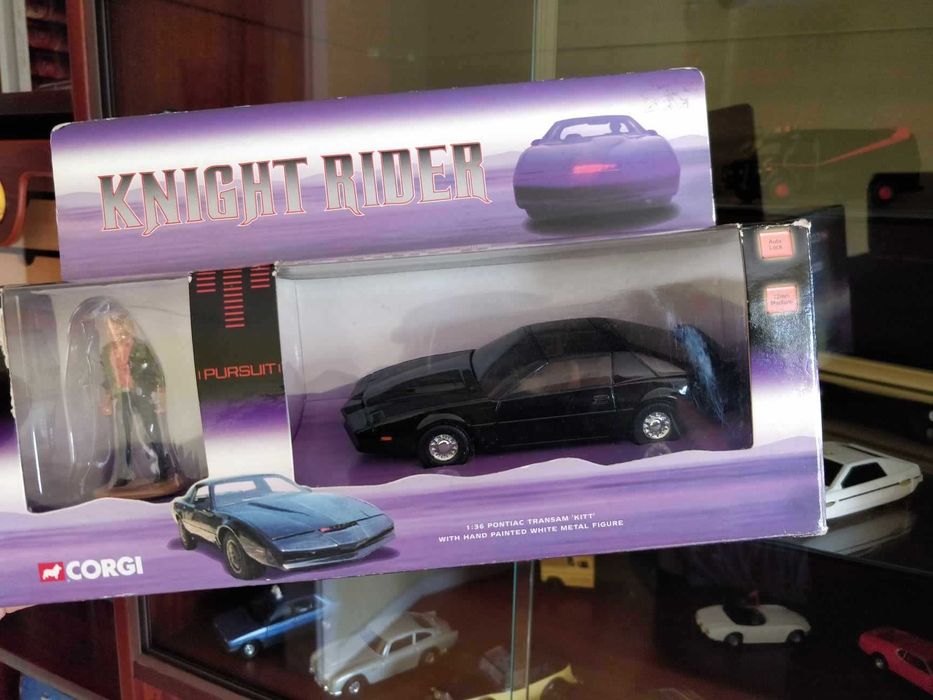 KNIGHT RIDER
Auto
Lock
PURSUIT
1:36 PONTIAC TRANSAM 'KITT'
WITH HAND PAINTED WHITE METAL FIGURE
CORGI